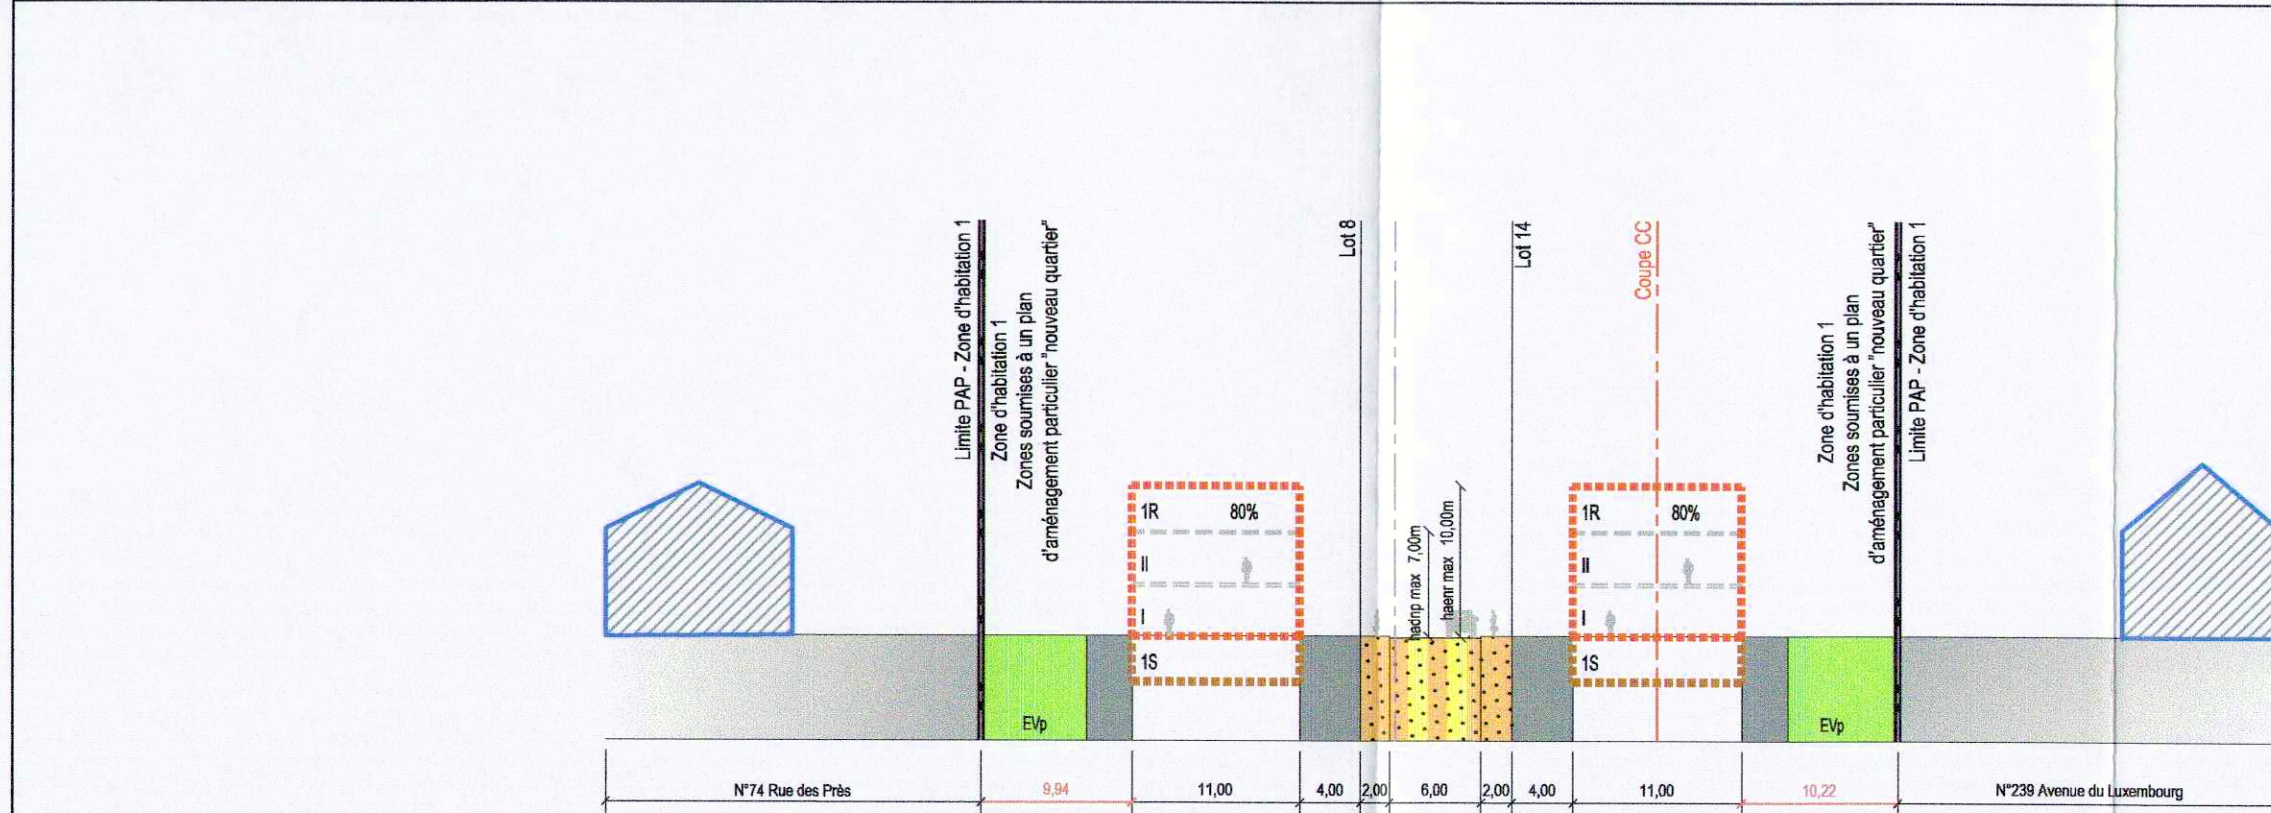 Limite PAP - Zone d'habitation 1
Zone d'habitation 1
Zones soumises à un plan
d'aménagement particulier "nouveau quartier"
Lot 8
Lot 14
Coupe CC
Zone d'habitation 1
Zones soumises à un plan
d'aménagement particulier "nouveau quartier"
Limite PAP - Zone d'habitation 1
1R 80%
II
I
1S
hadnp max 7,00m
haenr max 10,00m
1R 80%
II
I
1S
EVp
EVp
N°74 Rue des Près 9,94 11,00 4,00 2,00 6,00 2,00 4,00 11,00 10,22 N°239 Avenue du Luxembourg